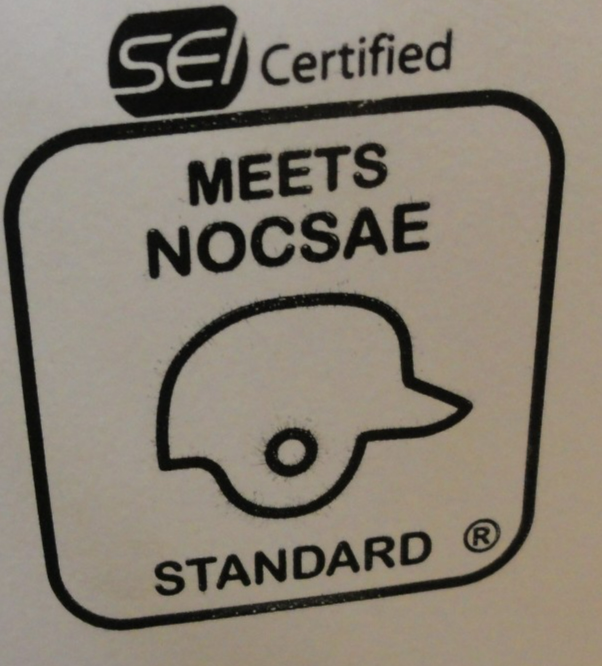 SEI Certified
MEETS
NOCSAE
STANDARD ®